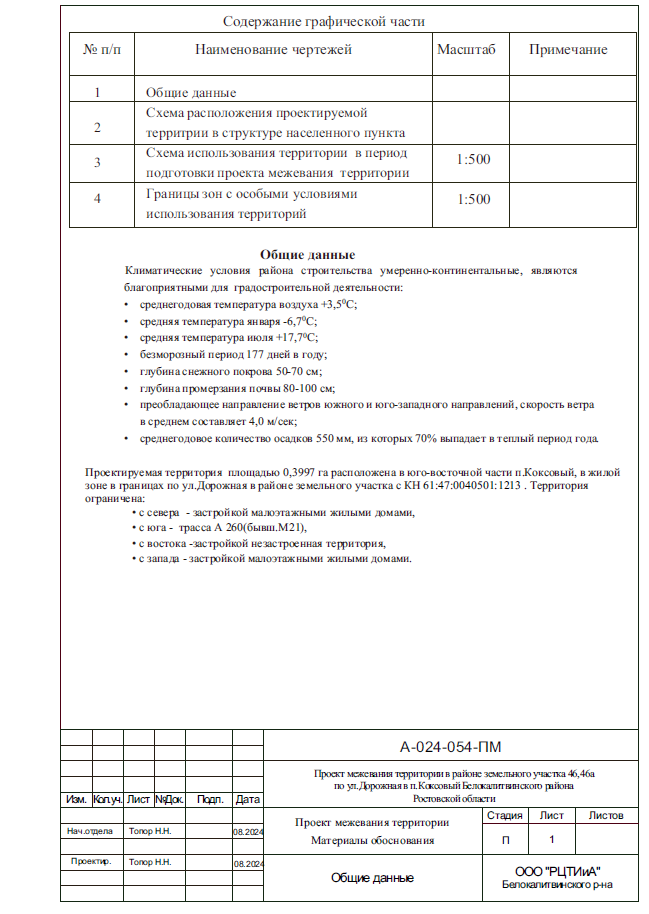 Содержание графической части
№ п/п Наименование чертежей Масштаб Примечание
1 Общие данные
2 Схема расположения проектируемой
территрии в структуре населенного пункта
3 Схема использования территории в период 1:500
подготовки проекта межевания территории
4 Границы зон с особыми условиями 1:500
использования территорий
Общие данные
Климатические условия района строительства умеренно-континентальные, являются
благоприятными для градостроительной деятельности:
• среднегодовая температура воздуха +3,5⁰С;
• средняя температура января -6,7⁰С;
• средняя температура июля +17,7⁰С;
• безморозный период 177 дней в году;
• глубина снежного покрова 50-70 см;
• глубина промерзания почвы 80-100 см;
• преобладающее направление ветров южного и юго-западного направлений, скорость ветра
в среднем составляет 4,0 м/сек;
• среднегодовое количество осадков 550 мм, из которых 70% выпадает в теплый период года.
Проектируемая территория площадью 0,3997 га расположена в юго-восточной части п.Коксовый, в жилой
зоне в границах по ул.Дорожная в районе земельного участка с КН 61:47:0040501:1213 . Территория
ограничена:
• с севера - застройкой малоэтажными жилыми домами,
• с юга - трасса А 260(бывш.М21),
• с востока -застройкой незастроенная территория,
• с запада - застройкой малоэтажными жилыми домами.
А-024-054-ПМ
Проект межевания территории в районе земельного участка 46,46а
по ул.Дорожная в п.Коксовый Белокалитвинского района
Ростовской области
Изм. Кол.уч. Лист №Док. Подп. Дата
Нач.отдела Топор Н.Н. 08.2024
Проект межевания территории
Материалы обоснования
Стадия Лист Листов
П 1
Проектир. Топор Н.Н. 08.2024
Общие данные
ООО "РЦТИиА"
Белокалитвинского р-на